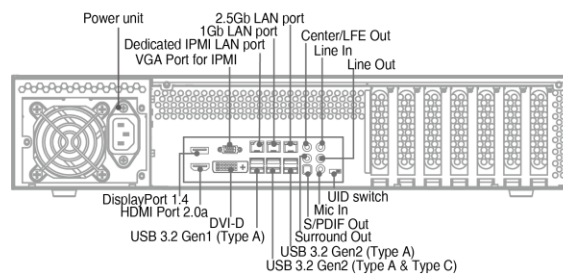 Power unit
2.5Gb LAN port
1Gb LAN port
Dedicated IPMI LAN port
VGA Port for IPMI
Center/LFE Out
Line In
Line Out
DisplayPort 1.4
HDMI Port 2.0a
DVI-D
USB 3.2 Gen1 (Type A)
UID switch
Mic In
S/PDIF Out
Surround Out
USB 3.2 Gen2 (Type A)
USB 3.2 Gen2 (Type A & Type C)